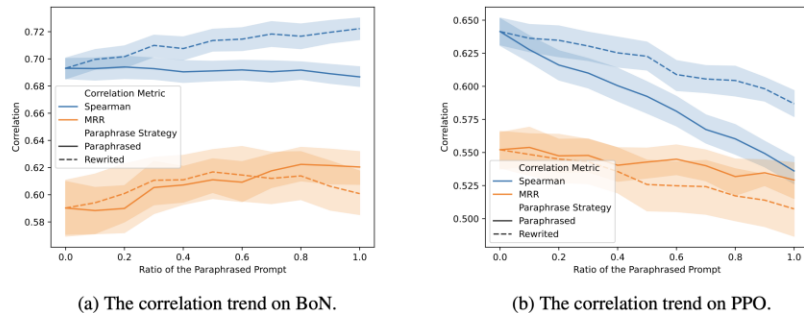 0.72
0.70
0.68
0.66
0.64
0.62
0.60
0.58
Correlation
Correlation Metric
Spearman
MRR
Paraphrase Strategy
Paraphrased
Rewrited
0.0 0.2 0.4 0.6 0.8 1.0
Ratio of the Paraphrased Prompt
(a) The correlation trend on BoN.
0.650
0.625
0.600
0.575
0.550
0.525
0.500
Correlation
Correlation Metric
Spearman
MRR
Paraphrase Strategy
Paraphrased
Rewrited
0.0 0.2 0.4 0.6 0.8 1.0
Ratio of the Paraphrased Prompt
(b) The correlation trend on PPO.